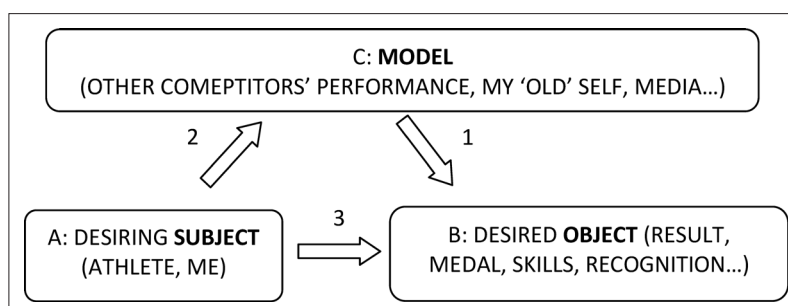 C: MODEL
(OTHER COMEPTITORS’ PERFORMANCE, MY ‘OLD’ SELF, MEDIA…)
2
1
3
A: DESIRING SUBJECT
(ATHLETE, ME)
B: DESIRED OBJECT (RESULT,
MEDAL, SKILLS, RECOGNITION…)